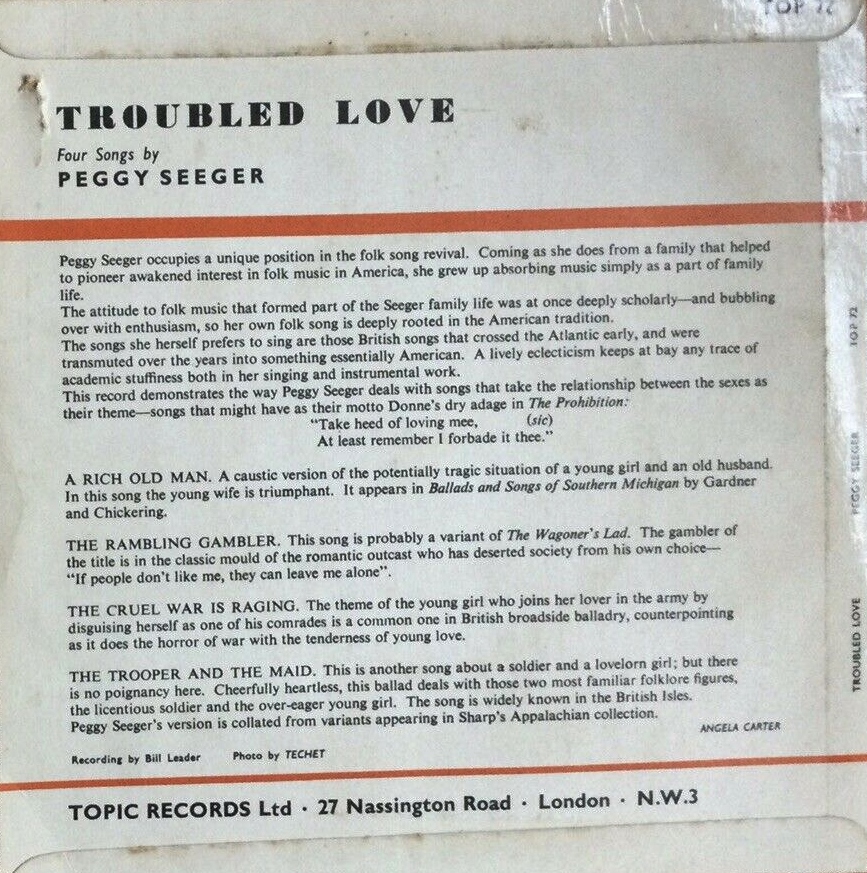 TOP 72
TROUBLED LOVE
Four Songs by
PEGGY SEEGER
Peggy Seeger occupies a unique position in the folk song revival. Coming as she does from a family that helped
to pioneer awakened interest in folk music in America, she grew up absorbing music simply as a part of family
life.
The attitude to folk music that formed part of the Seeger family life was at once deeply scholarly—and bubbling
over with enthusiasm, so her own folk song is deeply rooted in the American tradition.
The songs she herself prefers to sing are those British songs that crossed the Atlantic early, and were
transmuted over the years into something essentially American. A lively eclecticism keeps at bay any trace of
academic stuffiness both in her singing and instrumental work.
This record demonstrates the way Peggy Seeger deals with songs that take the relationship between the sexes as
their theme—songs that might have as their motto Donne's dry adage in The Prohibition:
"Take heed of loving mee, (sic)
At least remember I forbade it thee."
A RICH OLD MAN. A caustic version of the potentially tragic situation of a young girl and an old husband.
In this song the young wife is triumphant. It appears in Ballads and Songs of Southern Michigan by Gardner
and Chickering.
THE RAMBLING GAMBLER. This song is probably a variant of The Wagoner's Lad. The gambler of
the title is in the classic mould of the romantic outcast who has deserted society from his own choice—
"If people don't like me, they can leave me alone".
THE CRUEL WAR IS RAGING. The theme of the young girl who joins her lover in the army by
disguising herself as one of his comrades is a common one in British broadside balladry, counterpointing
as it does the horror of war with the tenderness of young love.
THE TROOPER AND THE MAID. This is another song about a soldier and a lovelorn girl; but there
is no poignancy here. Cheerfully heartless, this ballad deals with those two most familiar folklore figures,
the licentious soldier and the over-eager young girl. The song is widely known in the British Isles.
Peggy Seeger's version is collated from variants appearing in Sharp's Appalachian collection.
ANGELA CARTER
Recording by Bill Leader Photo by TECHET
TOPIC RECORDS Ltd · 27 Nassington Road · London · N.W.3
TROUBLED LOVE PEGGY SEEGER TOP 72